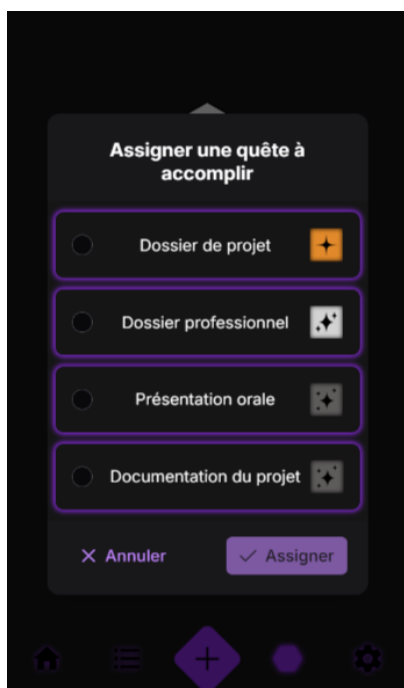 Assigner une quête à
accomplir
Dossier de projet
Dossier professionnel
Présentation orale
Documentation du projet
Annuler
Assigner